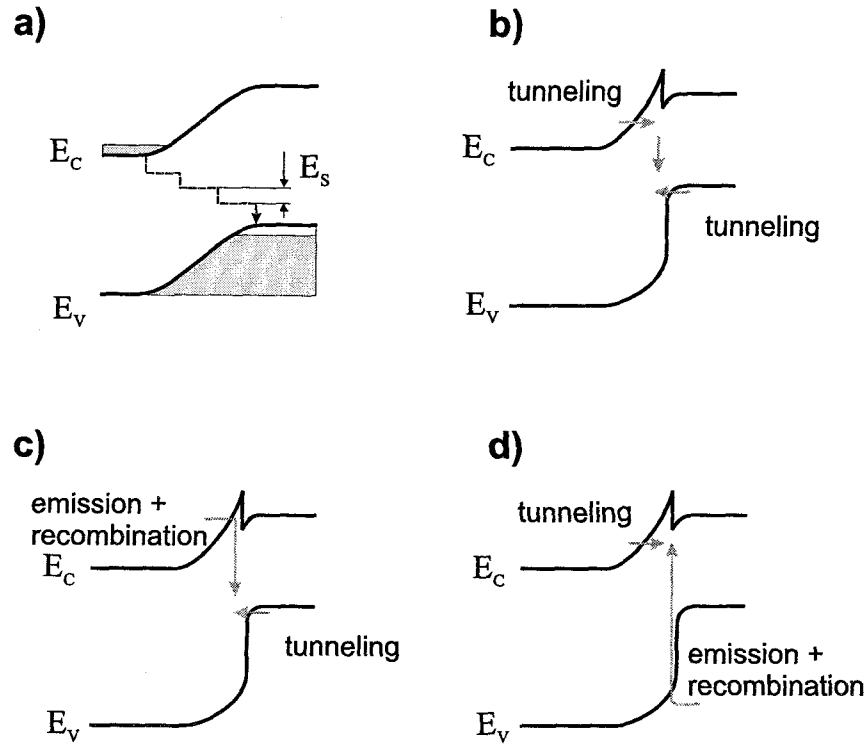 a)
E_c
E_s
E_v
b)
tunneling
E_c
tunneling
E_v
c)
emission +
recombination
E_c
tunneling
E_v
d)
tunneling
E_c
emission +
recombination
E_v